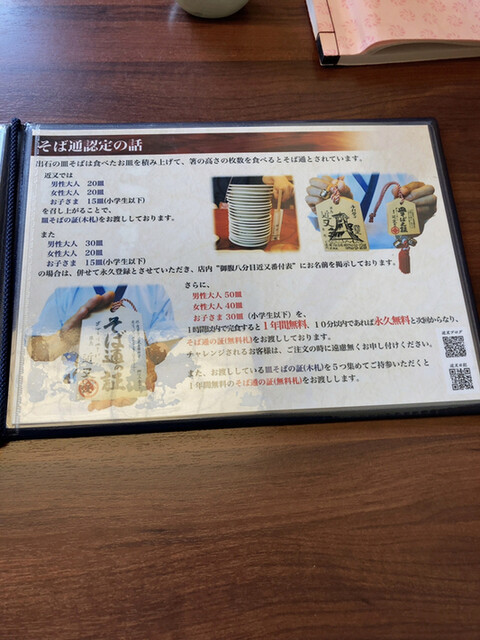 そば通認定の話
出石の皿そばは食べたお皿を積み上げて、箸の高さの枚数を食べるとそば通とされています。
近又では
男性大人 20皿
女性大人 20皿
お子さま 15皿(小学生以下)
を召し上がることで、
皿そばの証(木札)をお渡ししております。
また
男性大人 30皿
女性大人 20皿
お子さま 15皿(小学生以下)
の場合は、併せて永久登録とさせていただき、店内“御腹八分目近又番付表”にお名前を掲示しております。
さらに、
男性大人 50皿
女性大人 40皿
お子さま 30皿(小学生以下)を、
1時間以内で完食すると1年間無料、10分以内であれば永久無料と次回からなり、
そば通の証(無料札)をお渡ししております。
チャレンジされるお客様は、ご注文の時に遠慮無くお申し付けください。
また、お渡ししている皿そばの証(木札)を5つ集めてご持参いただくと
1年間無料のそば通の証(無料札)をお渡しします。
そば通の証